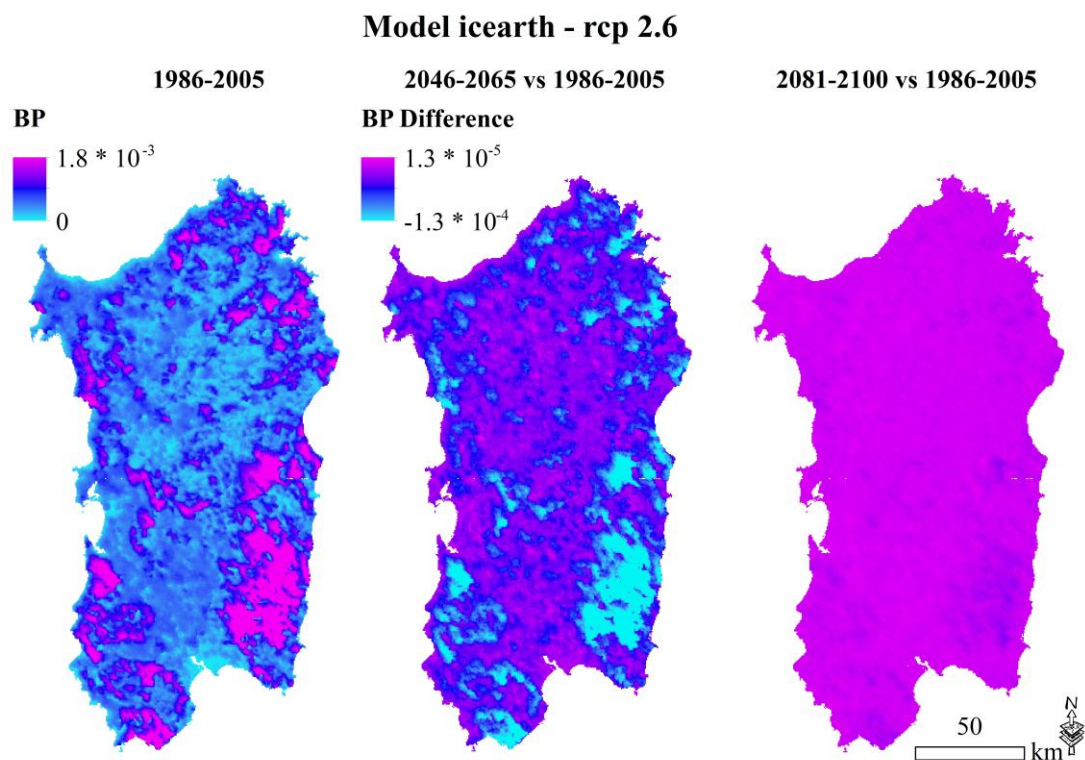 Model icearth - rcp 2.6
1986-2005
2046-2065 vs 1986-2005
2081-2100 vs 1986-2005
BP
1.8 * 10⁻³
0
BP Difference
1.3 * 10⁻⁵
-1.3 * 10⁻⁴
N
50
km